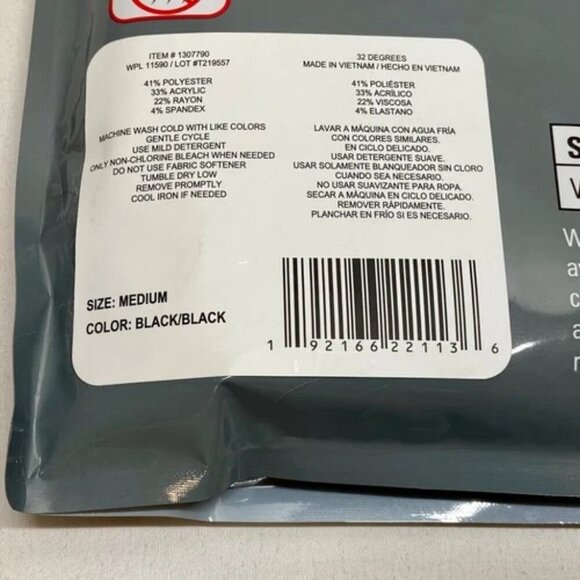 ITEM # 1307790
WPL 11590 / LOT #T219557
41% POLYESTER
33% ACRYLIC
22% RAYON
4% SPANDEX
MACHINE WASH COLD WITH LIKE COLORS
GENTLE CYCLE
USE MILD DETERGENT
ONLY NON-CHLORINE BLEACH WHEN NEEDED
DO NOT USE FABRIC SOFTENER
TUMBLE DRY LOW
REMOVE PROMPTLY
COOL IRON IF NEEDED
32 DEGREES
MADE IN VIETNAM / HECHO EN VIETNAM
41% POLIÉSTER
33% ACRÍLICO
22% VISCOSA
4% ELASTANO
LAVAR A MÁQUINA CON AGUA FRÍA
CON COLORES SIMILARES.
EN CICLO DELICADO.
USAR DETERGENTE SUAVE.
USAR SOLAMENTE BLANQUEADOR SIN CLORO
CUANDO SEA NECESARIO.
NO USAR SUAVIZANTE PARA ROPA.
SECAR A MÁQUINA EN CICLO DELICADO.
REMOVER RÁPIDAMENTE.
PLANCHAR EN FRÍO SI ES NECESARIO.
SIZE: MEDIUM
COLOR: BLACK/BLACK
1 92166 22113 6